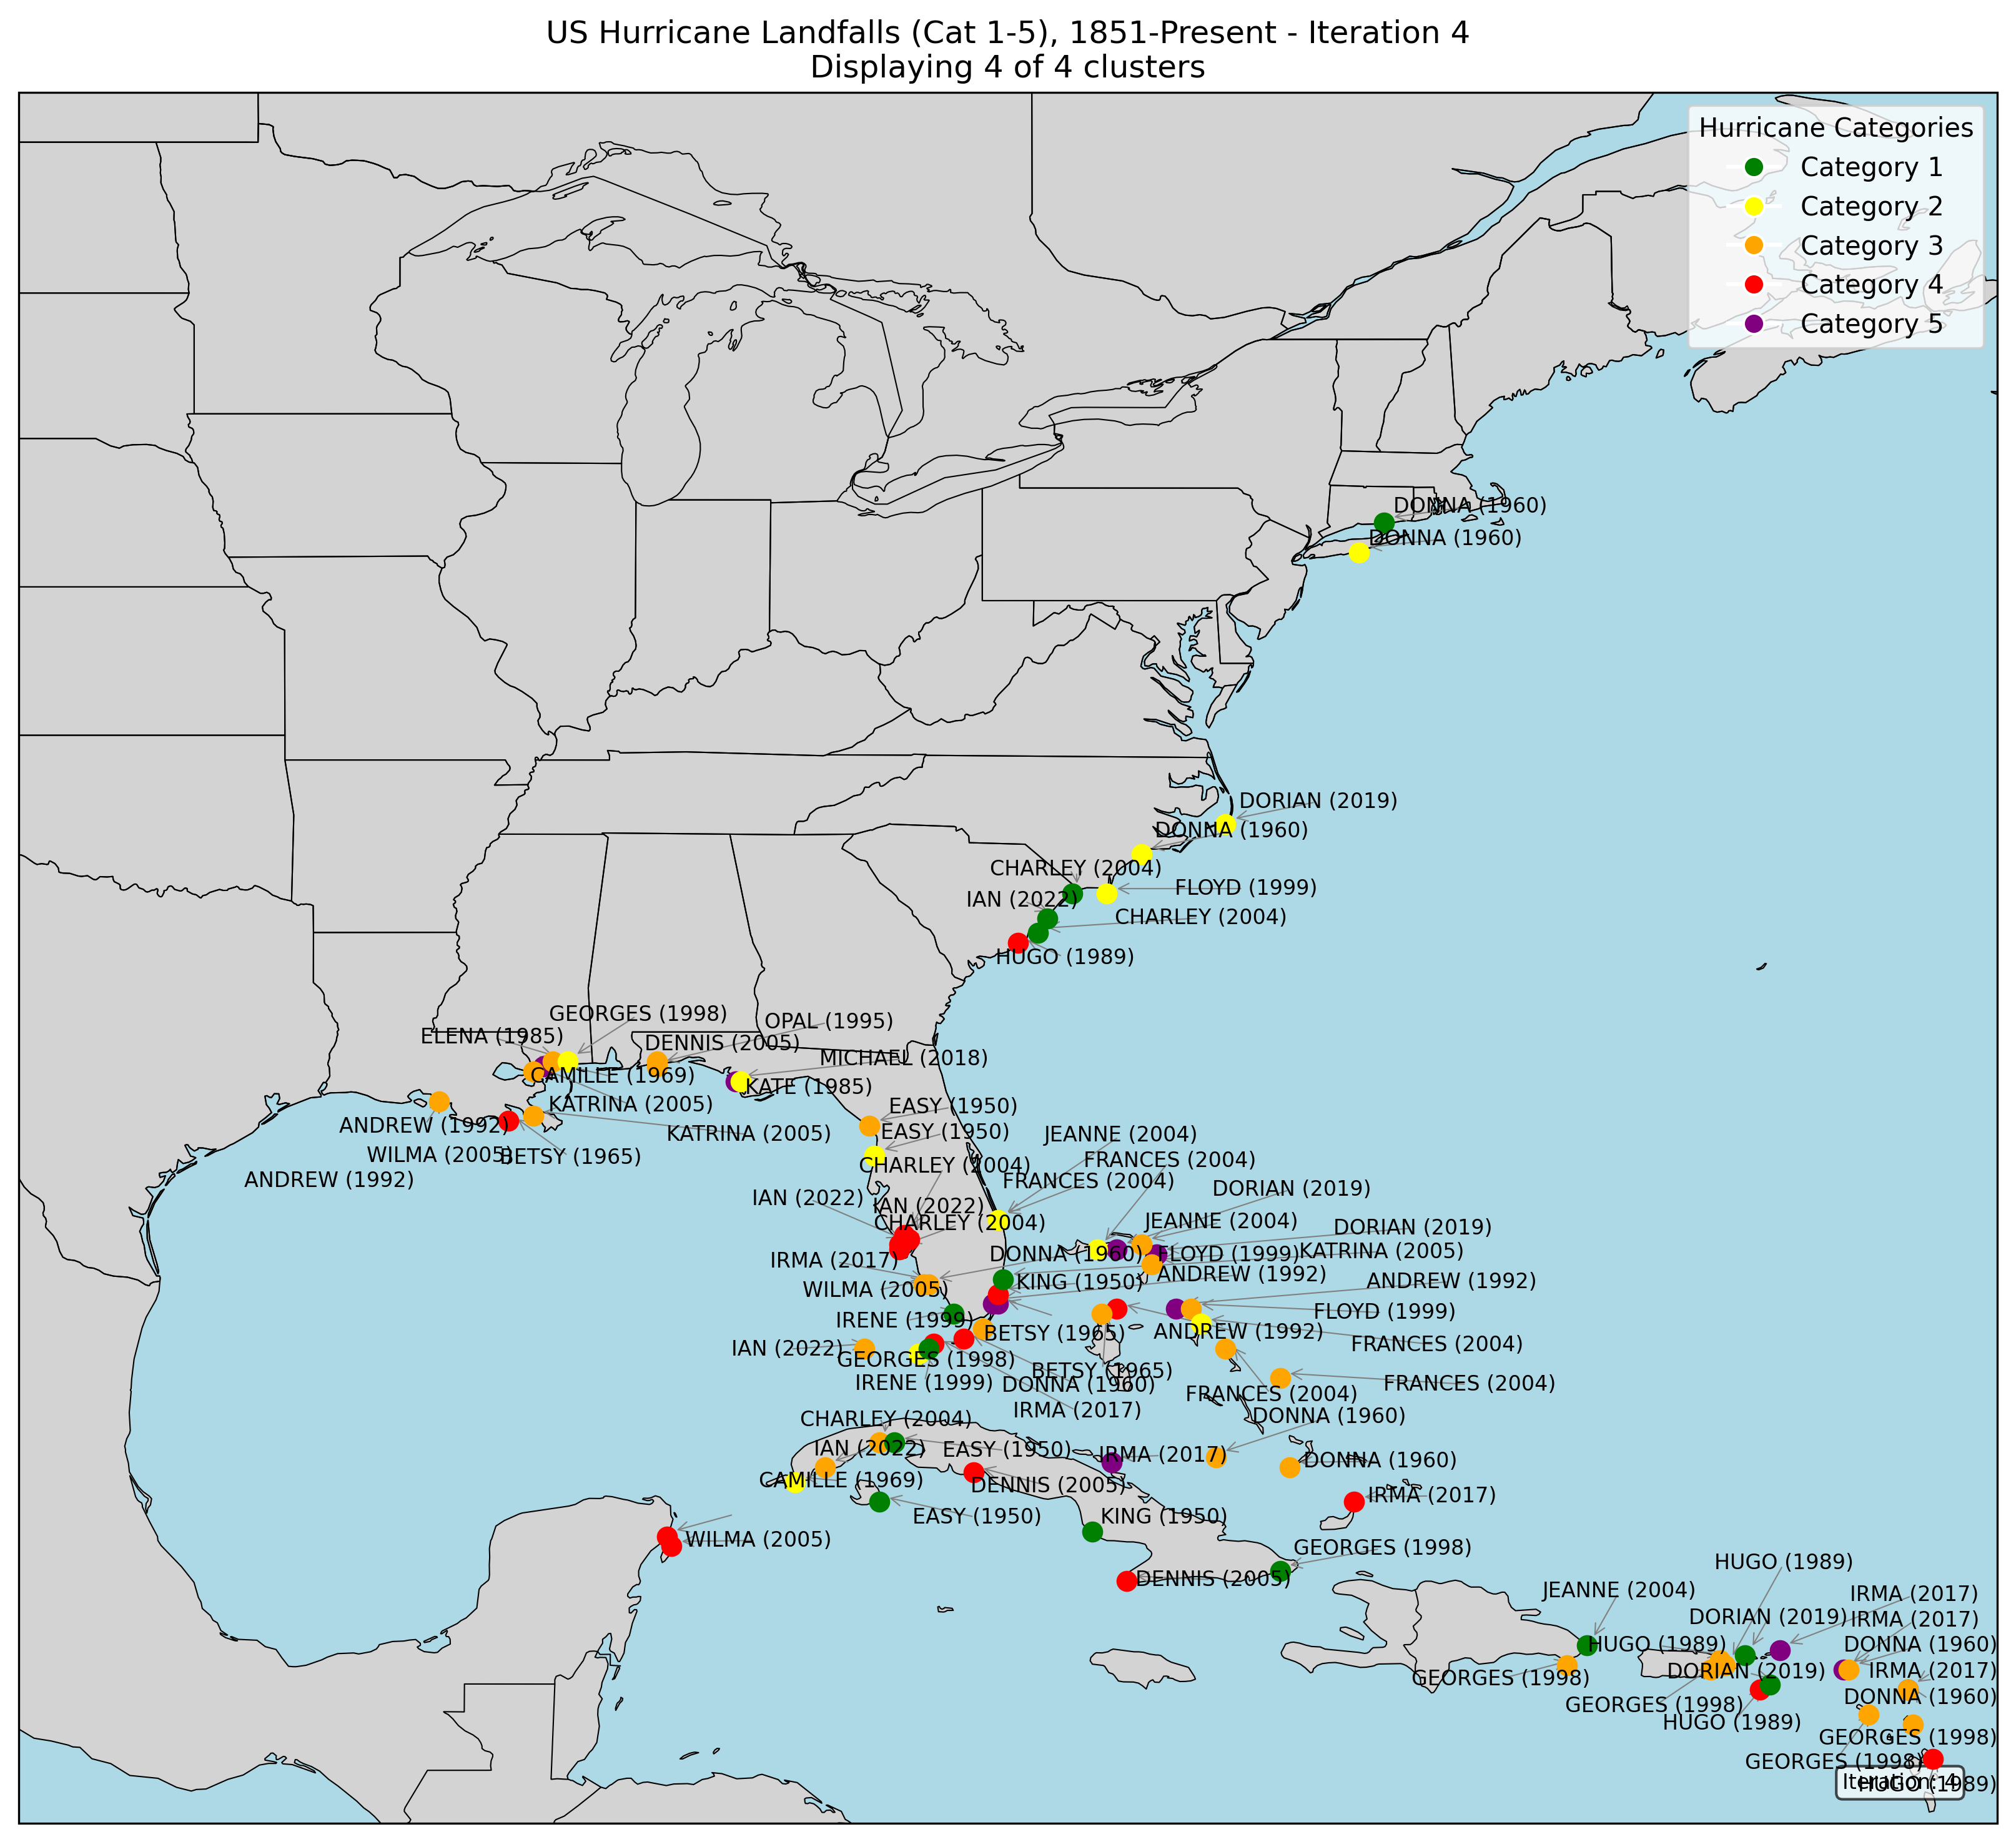 US Hurricane Landfalls (Cat 1-5), 1851-Present - Iteration 4
Displaying 4 of 4 clusters
Hurricane Categories
Category 1
Category 2
Category 3
Category 4
Category 5
DONNA (1960)
DONNA (1960)
DORIAN (2019)
DONNA (1960)
CHARLEY (2004)
FLOYD (1999)
IAN (2022)
CHARLEY (2004)
HUGO (1989)
GEORGES (1998)
OPAL (1995)
ELENA (1985)
DENNIS (2005)
MICHAEL (2018)
CAMILLE (1969)
KATE (1985)
KATRINA (2005)
EASY (1950)
ANDREW (1992)
KATRINA (2005)
EASY (1950)
JEANNE (2004)
WILMA (2005)
BETSY (1965)
FRANCES (2004)
CHARLEY (2004)
ANDREW (1992)
FRANCES (2004)
DORIAN (2019)
IAN (2022)
IAN (2022)
CHARLEY (2004)
JEANNE (2004)
DORIAN (2019)
IRMA (2017)
DONNA (1960)
FLOYD (1999)
KATRINA (2005)
WILMA (2005)
KING (1950)
ANDREW (1992)
ANDREW (1992)
IRENE (1999)
FLOYD (1999)
BETSY (1965)
ANDREW (1992)
IAN (2022)
FRANCES (2004)
GEORGES (1998)
BETSY (1965)
IRENE (1999)
DONNA (1960)
FRANCES (2004)
FRANCES (2004)
IRMA (2017)
CHARLEY (2004)
DONNA (1960)
IAN (2022)
EASY (1950)
IRMA (2017)
DONNA (1960)
CAMILLE (1969)
DENNIS (2005)
IRMA (2017)
EASY (1950)
KING (1950)
WILMA (2005)
GEORGES (1998)
DENNIS (2005)
HUGO (1989)
JEANNE (2004)
IRMA (2017)
DORIAN (2019)
IRMA (2017)
HUGO (1989)
DONNA (1960)
GEORGES (1998)
DORIAN (2019)
IRMA (2017)
GEORGES (1998)
DONNA (1960)
HUGO (1989)
GEORGES (1998)
GEORGES (1998)
HUGO (1989)
Iteration: 4